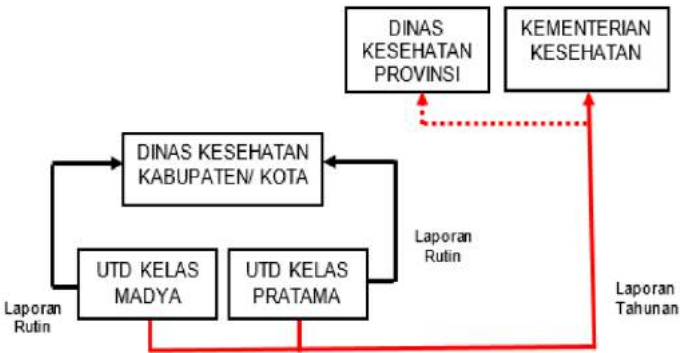 DINAS
KESEHATAN
PROVINSI
KEMENTERIAN
KESEHATAN
DINAS KESEHATAN
KABUPATEN/ KOTA
Laporan
Rutin
UTD KELAS
MADYA
UTD KELAS
PRATAMA
Laporan
Rutin
Laporan
Tahunan